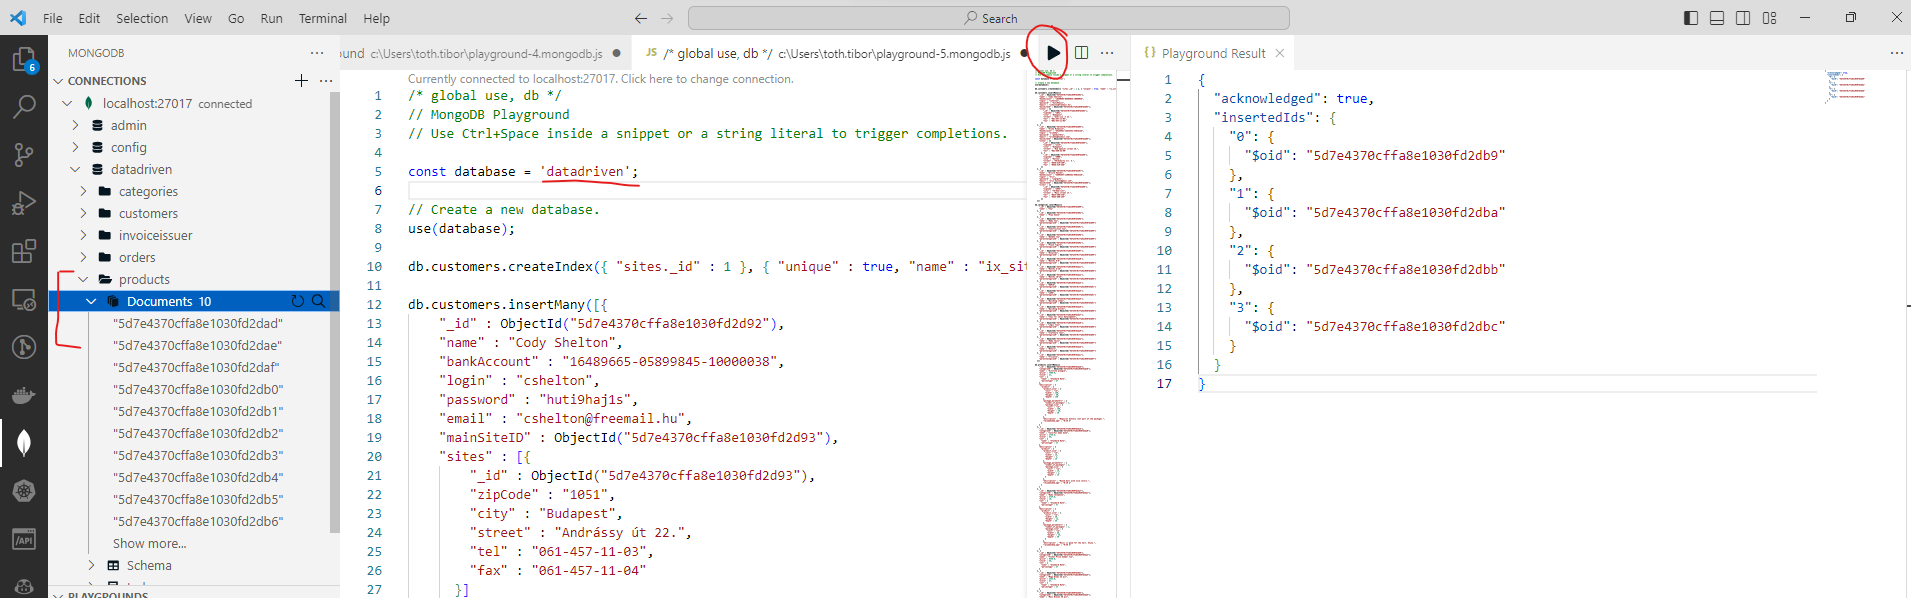 File Edit Selection View Go Run Terminal Help
Search
MONGODB
CONNECTIONS
localhost:27017 connected
admin
config
datadriven
categories
customers
invoiceissuer
orders
products
Documents 10
"5d7e4370cffa8e1030fd2dad"
"5d7e4370cffa8e1030fd2dae"
"5d7e4370cffa8e1030fd2daf"
"5d7e4370cffa8e1030fd2db0"
"5d7e4370cffa8e1030fd2db1"
"5d7e4370cffa8e1030fd2db2"
"5d7e4370cffa8e1030fd2db3"
"5d7e4370cffa8e1030fd2db4"
"5d7e4370cffa8e1030fd2db5"
"5d7e4370cffa8e1030fd2db6"
Show more...
Schema
PLAYGROUNDS
6
/API
ound c:\Users\toth.tibor\playground-4.mongodb.js
JS /* global use, db */ c:\Users\toth.tibor\playground-5.mongodb.js
Currently connected to localhost:27017. Click here to change connection.
1 /* global use, db */
2 // MongoDB Playground
3 // Use Ctrl+Space inside a snippet or a string literal to trigger completions.
4
5 const database = 'datadriven';
6
7 // Create a new database.
8 use(database);
9
10 db.customers.createIndex({ "sites._id" : 1 }, { "unique" : true, "name" : "ix_sit
11
12 db.customers.insertMany([{
13 "_id" : ObjectId("5d7e4370cffa8e1030fd2d92"),
14 "name" : "Cody Shelton",
15 "bankAccount" : "16489665-05899845-10000038",
16 "login" : "cshelton",
17 "password" : "huti9haj1s",
18 "email" : "cshelton@freemail.hu",
19 "mainSiteID" : ObjectId("5d7e4370cffa8e1030fd2d93"),
20 "sites" : [{
21 "_id" : ObjectId("5d7e4370cffa8e1030fd2d93"),
22 "zipCode" : "1051",
23 "city" : "Budapest",
24 "street" : "Andrássy út 22.",
25 "tel" : "061-457-11-03",
26 "fax" : "061-457-11-04"
27 }]
{} Playground Result
1 {
2 "acknowledged": true,
3 "insertedIds": {
4 "0": {
5 "$oid": "5d7e4370cffa8e1030fd2db9"
6 },
7 "1": {
8 "$oid": "5d7e4370cffa8e1030fd2dba"
9 },
10 "2": {
11 "$oid": "5d7e4370cffa8e1030fd2dbb"
12 },
13 "3": {
14 "$oid": "5d7e4370cffa8e1030fd2dbc"
15 }
16 }
17 }